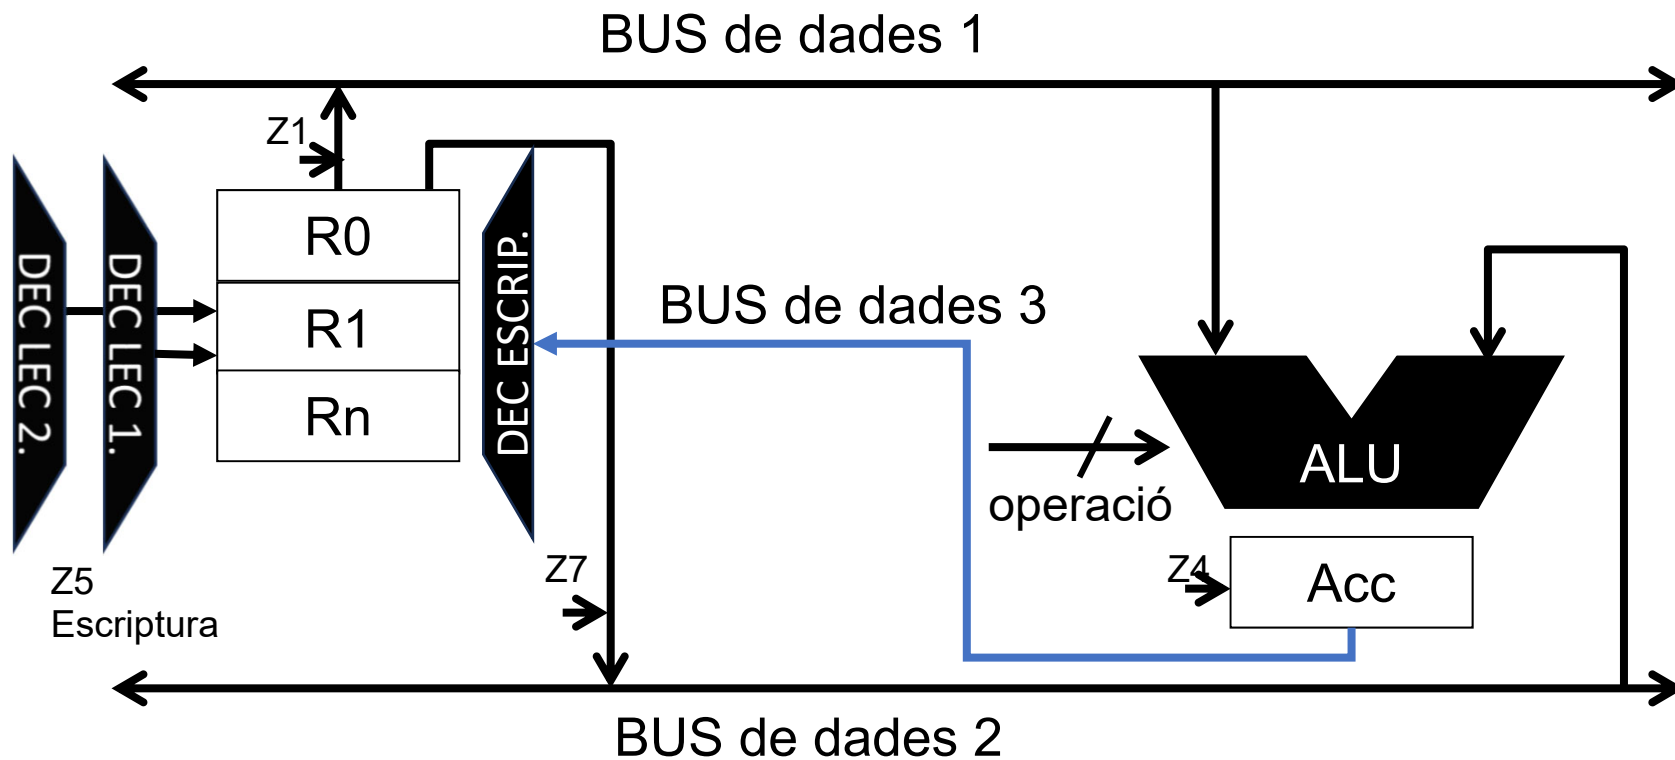 BUS de dades 1
Z1
R0
R1
Rn
DEC LEC 2.
DEC LEC 1.
DEC ESCRIP.
BUS de dades 3
ALU
operació
Z5
Escriptura
Z7
Z4
Acc
BUS de dades 2